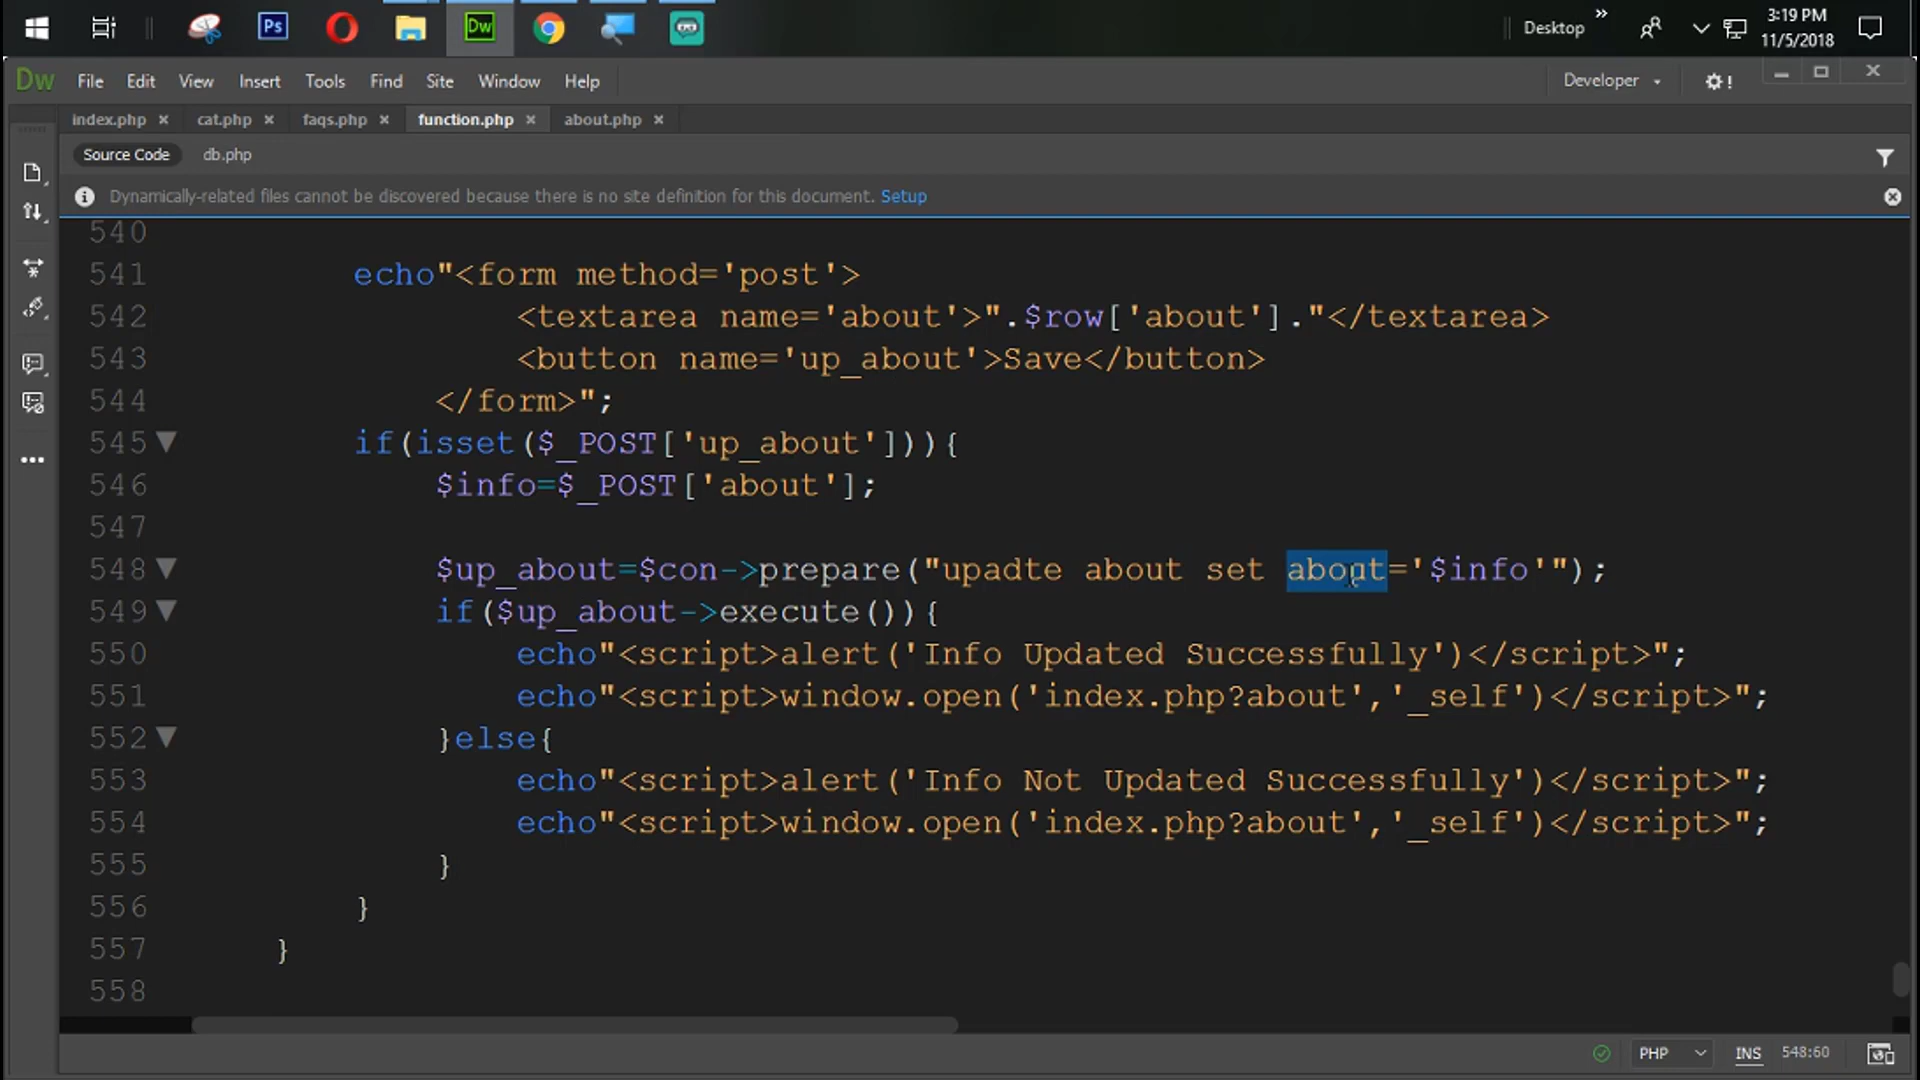 Ps
Dw
Desktop »
3:19 PM
11/5/2018
Dw File Edit View Insert Tools Find Site Window Help
Developer
index.php × cat.php × faqs.php × function.php × about.php ×
Source Code db.php
Dynamically-related files cannot be discovered because there is no site definition for this document. Setup
540
541 echo"<form method='post'>
542 <textarea name='about'>".$row['about']."</textarea>
543 <button name='up_about'>Save</button>
544 </form>";
545 if(isset($_POST['up_about'])){
546 $info=$_POST['about'];
547
548 $up_about=$con->prepare("upadte about set about='$info'");
549 if($up_about->execute()){
550 echo"<script>alert('Info Updated Successfully')</script>";
551 echo"<script>window.open('index.php?about','_self')</script>";
552 }else{
553 echo"<script>alert('Info Not Updated Successfully')</script>";
554 echo"<script>window.open('index.php?about','_self')</script>";
555 }
556 }
557 }
558
PHP INS 548:60